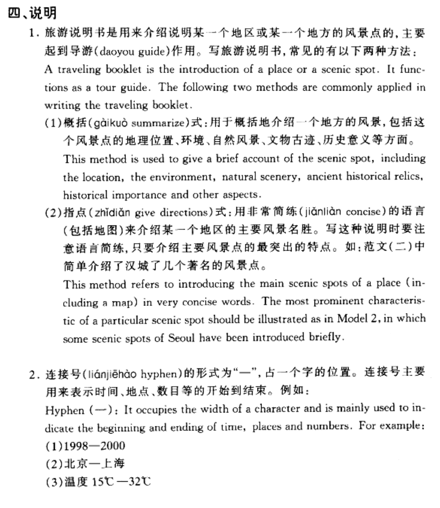 四、说明
1. 旅游说明书是用来介绍说明某一个地区或某一个地方的风景点的,主要
起到导游(daoyou guide)作用。写旅游说明书,常见的有以下两种方法:
A traveling booklet is the introduction of a place or a scenic spot. It func-
tions as a tour guide. The following two methods are commonly applied in
writing the traveling booklet.
(1)概括(gàikuò summarize)式:用于概括地介绍一个地方的风景,包括这
个风景点的地理位置、环境、自然风景、文物古迹、历史意义等方面。
This method is used to give a brief account of the scenic spot, including
the location, the environment, natural scenery, ancient historical relics,
historical importance and other aspects.
(2)指点(zhǐdiǎn give directions)式:用非常简练(jiǎnliàn concise)的语言
(包括地图)来介绍某一个地区的主要风景名胜。写这种说明时要注
意语言简练,只要介绍主要风景点的最突出的特点。如:范文(二)中
简单介绍了汉城了几个著名的风景点。
This method refers to introducing the main scenic spots of a place (in-
cluding a map) in very concise words. The most prominent characteris-
tic of a particular scenic spot should be illustrated as in Model 2, in which
some scenic spots of Seoul have been introduced briefly.
2. 连接号(liánjiēhào hyphen)的形式为“—”,占一个字的位置。连接号主要
用来表示时间、地点、数目等的开始到结束。例如:
Hyphen (—): It occupies the width of a character and is mainly used to in-
dicate the beginning and ending of time, places and numbers. For example:
(1)1998—2000
(2)北京—上海
(3)温度 15℃—32℃